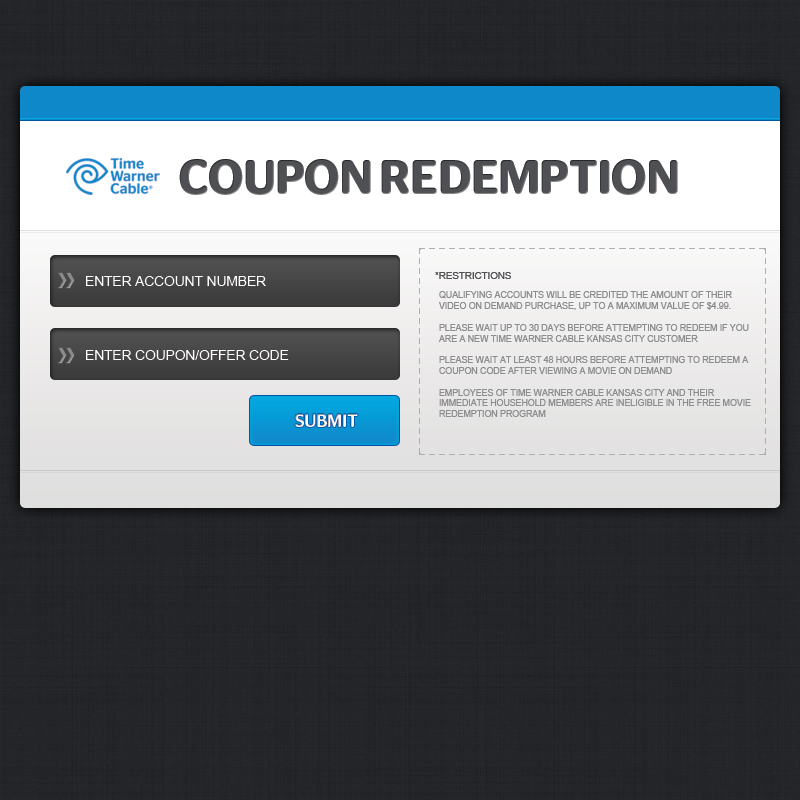 Time
Warner
Cable®
COUPON REDEMPTION
ENTER ACCOUNT NUMBER
ENTER COUPON/OFFER CODE
SUBMIT
*RESTRICTIONS
QUALIFYING ACCOUNTS WILL BE CREDITED THE AMOUNT OF THEIR
VIDEO ON DEMAND PURCHASE, UP TO A MAXIMUM VALUE OF $4.99.
PLEASE WAIT UP TO 30 DAYS BEFORE ATTEMPTING TO REDEEM IF YOU
ARE A NEW TIME WARNER CABLE KANSAS CITY CUSTOMER
PLEASE WAIT AT LEAST 48 HOURS BEFORE ATTEMPTING TO REDEEM A
COUPON CODE AFTER VIEWING A MOVIE ON DEMAND
EMPLOYEES OF TIME WARNER CABLE KANSAS CITY AND THEIR
IMMEDIATE HOUSEHOLD MEMBERS ARE INELIGIBLE IN THE FREE MOVIE
REDEMPTION PROGRAM